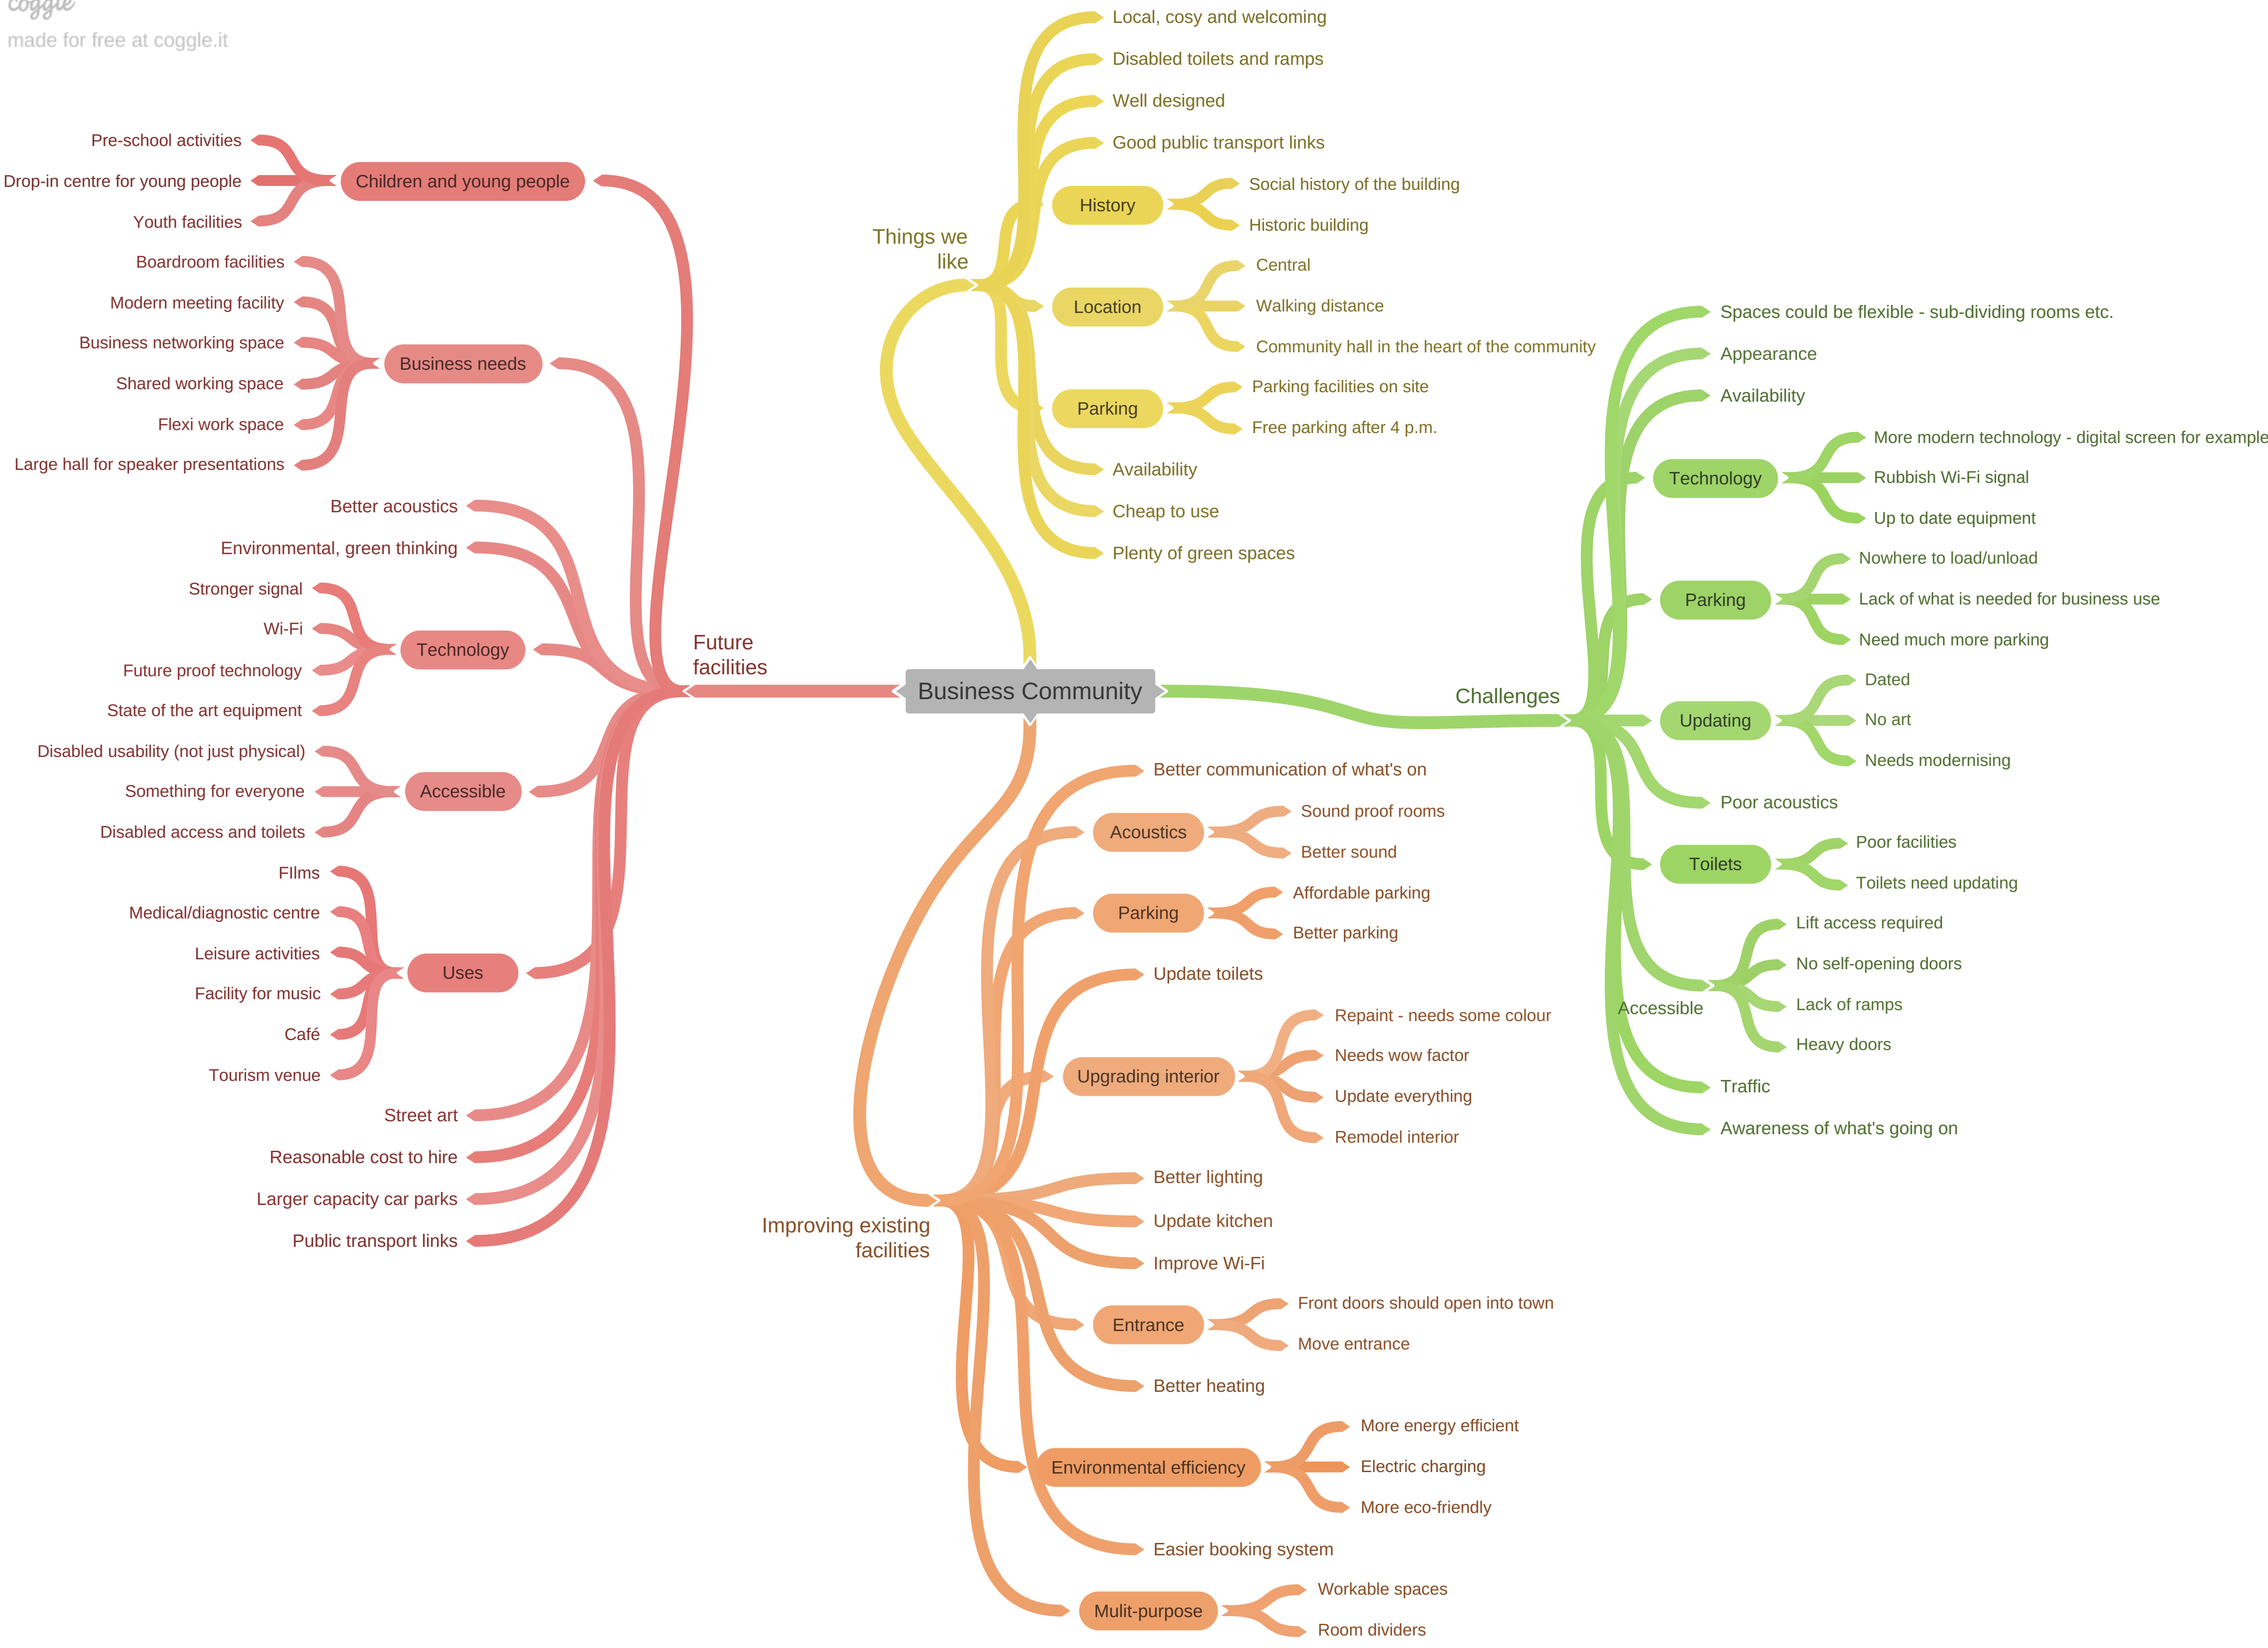 coggle
made for free at coggle.it
Business Community
Things we
like
Local, cosy and welcoming
Disabled toilets and ramps
Well designed
Good public transport links
History
Social history of the building
Historic building
Location
Central
Walking distance
Community hall in the heart of the community
Parking
Parking facilities on site
Free parking after 4 p.m.
Availability
Cheap to use
Plenty of green spaces
Challenges
Spaces could be flexible - sub-dividing rooms etc.
Appearance
Availability
Technology
More modern technology - digital screen for example
Rubbish Wi-Fi signal
Up to date equipment
Parking
Nowhere to load/unload
Lack of what is needed for business use
Need much more parking
Updating
Dated
No art
Needs modernising
Poor acoustics
Toilets
Poor facilities
Toilets need updating
Accessible
Lift access required
No self-opening doors
Lack of ramps
Heavy doors
Traffic
Awareness of what's going on
Improving existing
facilities
Better communication of what's on
Acoustics
Sound proof rooms
Better sound
Parking
Affordable parking
Better parking
Update toilets
Upgrading interior
Repaint - needs some colour
Needs wow factor
Update everything
Remodel interior
Better lighting
Update kitchen
Improve Wi-Fi
Entrance
Front doors should open into town
Move entrance
Better heating
Environmental efficiency
More energy efficient
Electric charging
More eco-friendly
Easier booking system
Mulit-purpose
Workable spaces
Room dividers
Future
facilities
Children and young people
Pre-school activities
Drop-in centre for young people
Youth facilities
Business needs
Boardroom facilities
Modern meeting facility
Business networking space
Shared working space
Flexi work space
Large hall for speaker presentations
Better acoustics
Environmental, green thinking
Technology
Stronger signal
Wi-Fi
Future proof technology
State of the art equipment
Accessible
Disabled usability (not just physical)
Something for everyone
Disabled access and toilets
Uses
FIlms
Medical/diagnostic centre
Leisure activities
Facility for music
Café
Tourism venue
Street art
Reasonable cost to hire
Larger capacity car parks
Public transport links